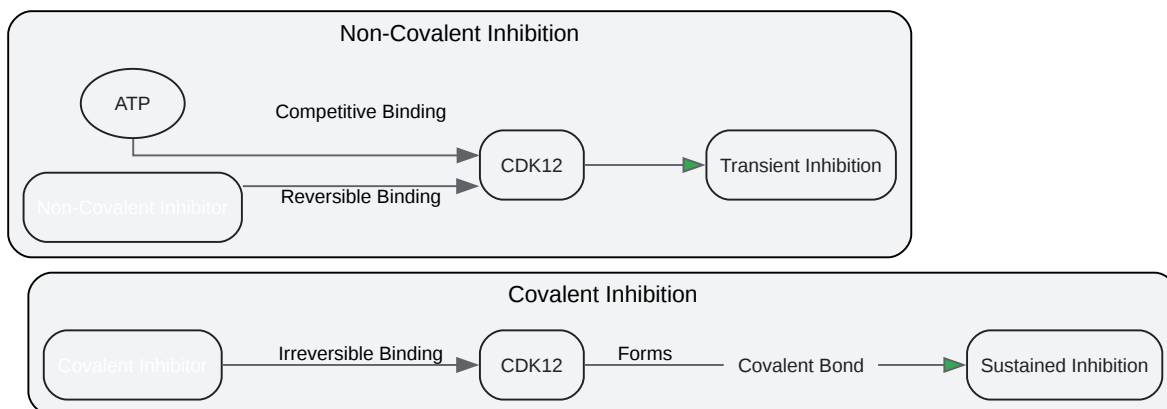 Non-Covalent Inhibition
ATP
Competitive Binding
CDK12
Transient Inhibition
Non-Covalent Inhibitor
Reversible Binding
Covalent Inhibition
Covalent Inhibitor
Irreversible Binding
CDK12
Forms
Covalent Bond
Sustained Inhibition